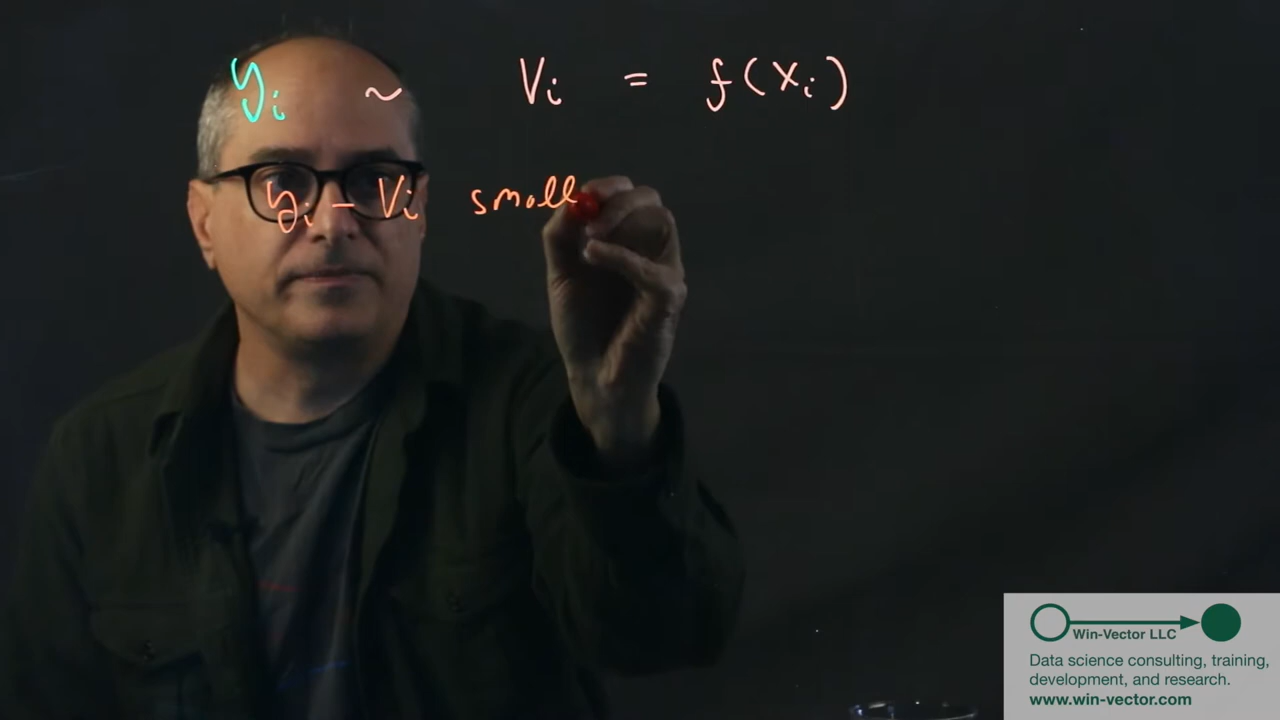 yi ~ Vi = f(xi)
yi - Vi small
Win-Vector LLC
Data science consulting, training,
development, and research.
www.win-vector.com